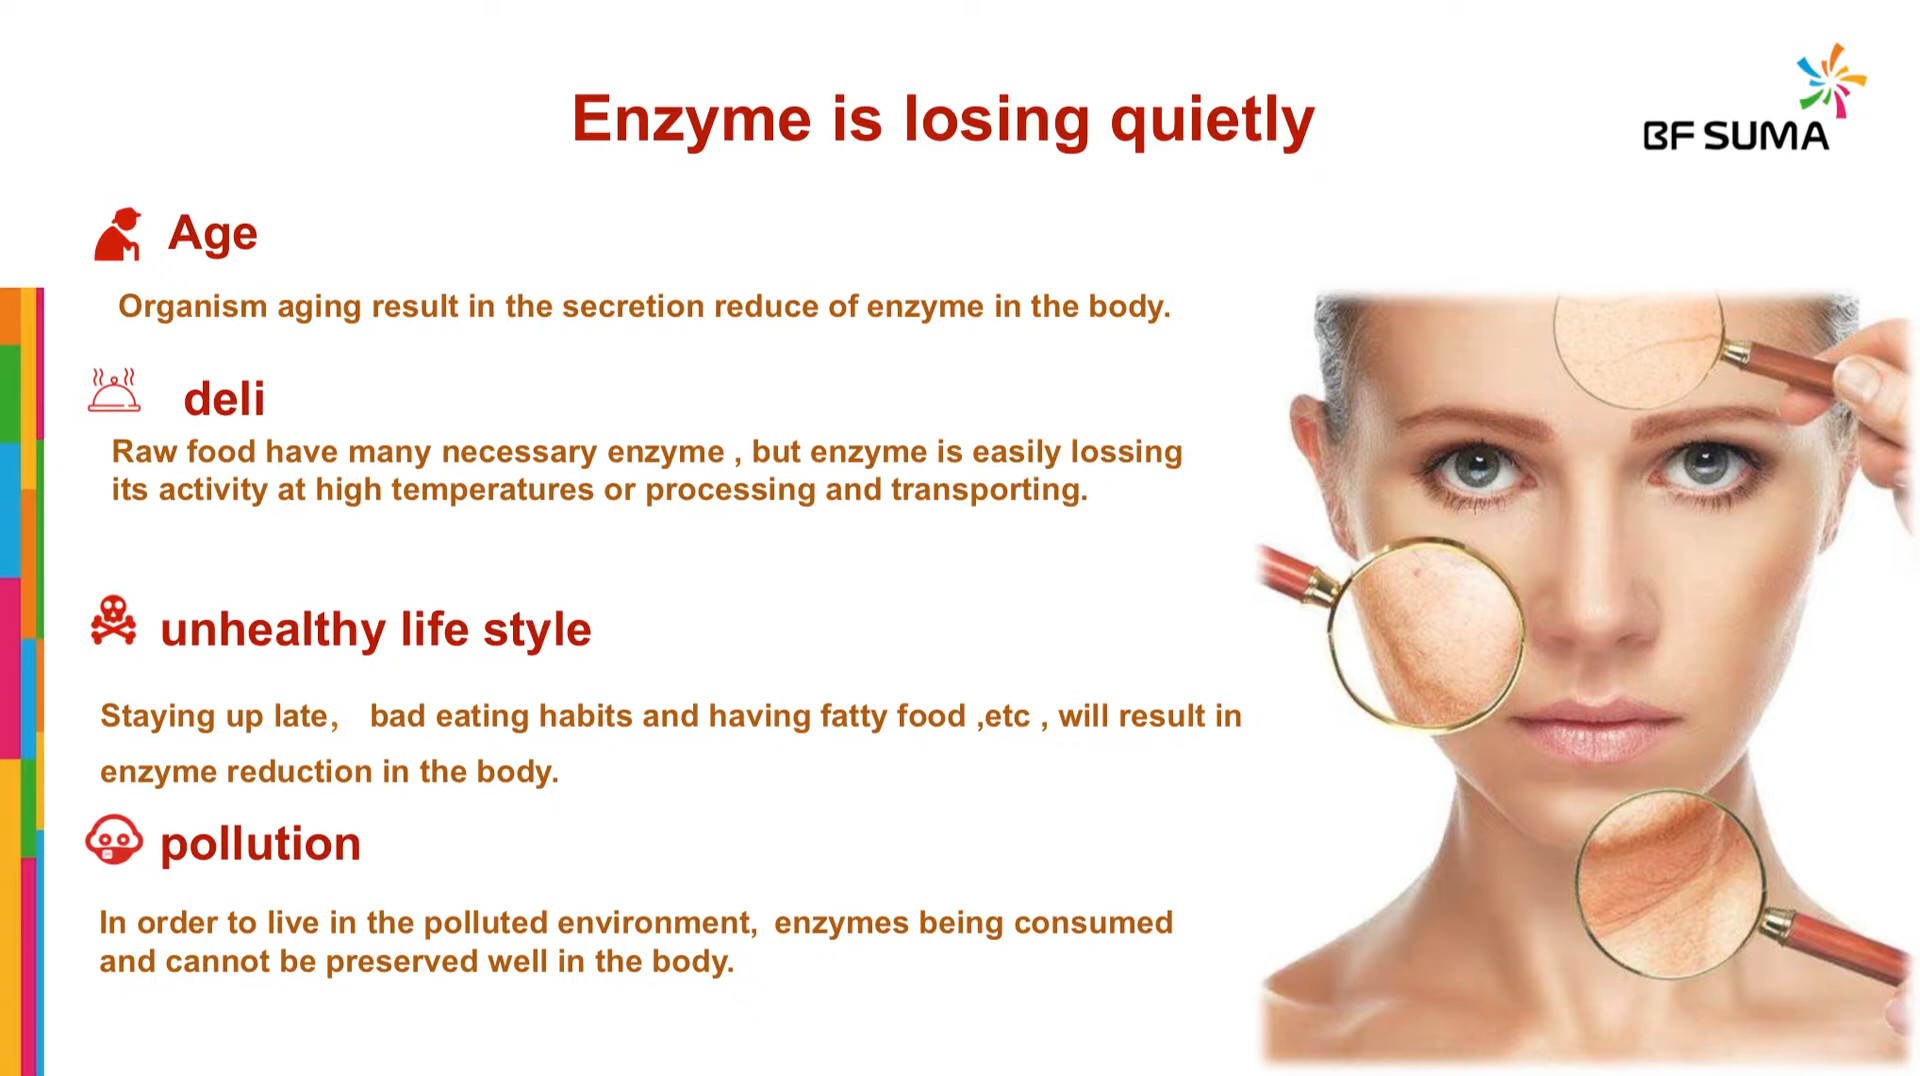 Enzyme is losing quietly
BF SUMA
Age
Organism aging result in the secretion reduce of enzyme in the body.
deli
Raw food have many necessary enzyme , but enzyme is easily lossing
its activity at high temperatures or processing and transporting.
unhealthy life style
Staying up late， bad eating habits and having fatty food ,etc , will result in
enzyme reduction in the body.
pollution
In order to live in the polluted environment, enzymes being consumed
and cannot be preserved well in the body.